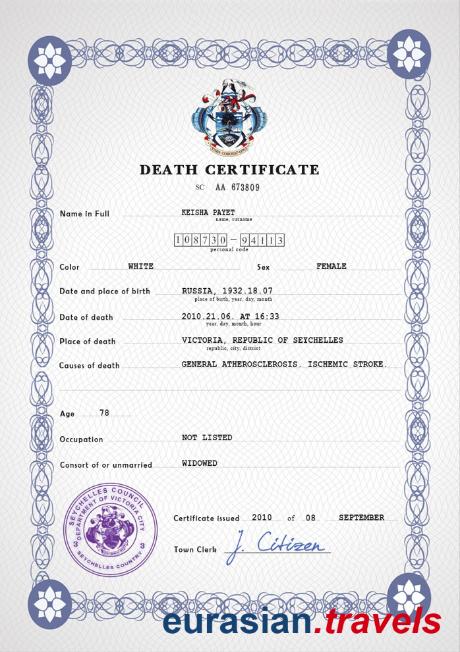 DEATH CERTIFICATE
SC AA 673809
Name In Full KEISHA PAYET
name, surname
108730-94113
personal code
Color WHITE Sex FEMALE
Date and place of birth RUSSIA, 1932.18.07
place of birth, year, day, month
Date of death 2010.21.06. AT 16:33
year, day, month, hour
Place of death VICTORIA, REPUBLIC OF SEYCHELLES
republic, city, district
Causes of death GENERAL ATHEROSCLEROSIS. ISCHEMIC STROKE.
Age 78
Occupation NOT LISTED
Consort of or unmarried WIDOWED
SEYCHELLES COUNCIL
DEPARTMENT OF VICTORIA CITY
SEYCHELLES COUNTRY
Certificate issued 2010 of 08 SEPTEMBER
Town Clerk J. Citizen
eurasian.travels